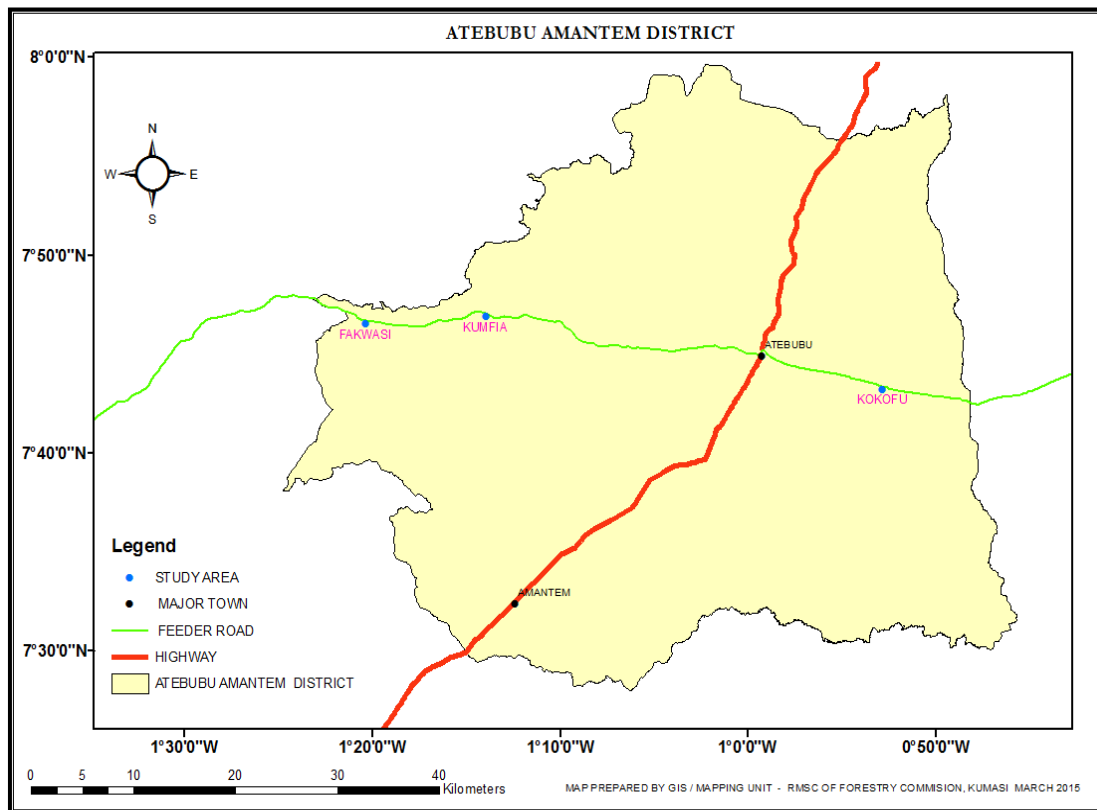 ATEBUBU AMANTEM DISTRICT
8°0'0"N
N
W E
S
7°50'0"N
FAKWASI
KUMFIA
ATEBUBU
KOKOFU
7°40'0"N
Legend
STUDY AREA
MAJOR TOWN
FEEDER ROAD
HIGHWAY
ATEBUBU AMANTEM DISTRICT
AMANTEM
7°30'0"N
1°30'0"W 1°20'0"W 1°10'0"W 1°0'0"W 0°50'0"W
0 5 10 20 30 40
Kilometers
MAP PREPARED BY GIS / MAPPING UNIT - RMSC OF FORESTRY COMMISION, KUMASI MARCH 2015